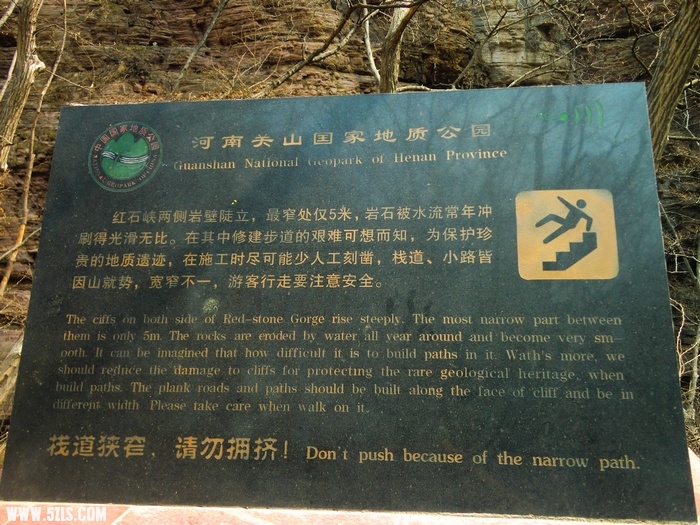 中国国家地质公园
河南关山国家地质公园
Guanshan National Geopark of Henan Province
红石峡两侧岩壁陡立，最窄处仅5米，岩石被水流常年冲
刷得光滑无比。在其中修建步道的艰难可想而知，为保护珍
贵的地质遗迹，在施工时尽可能少人工刻凿，栈道、小路皆
因山就势，宽窄不一，游客行走要注意安全。
The ciffs on both side of Red-stone Gorge rise steeply. The most narrow part between
them is only 5m. The rocks are eroded by water all year around and become very sm-
ooth. It can be imagined that how difficult it is to build paths in it. Wath's more, we
should reduce the damage to cliffs for protecting the rare geological heritage, when
build paths. The plank roads and paths should be built along the face of cliff and be in
different width. Please take care when walk on it.
栈道狭窄，请勿拥挤！ Don't push because of the narrow path.
WWW.51LS.COM